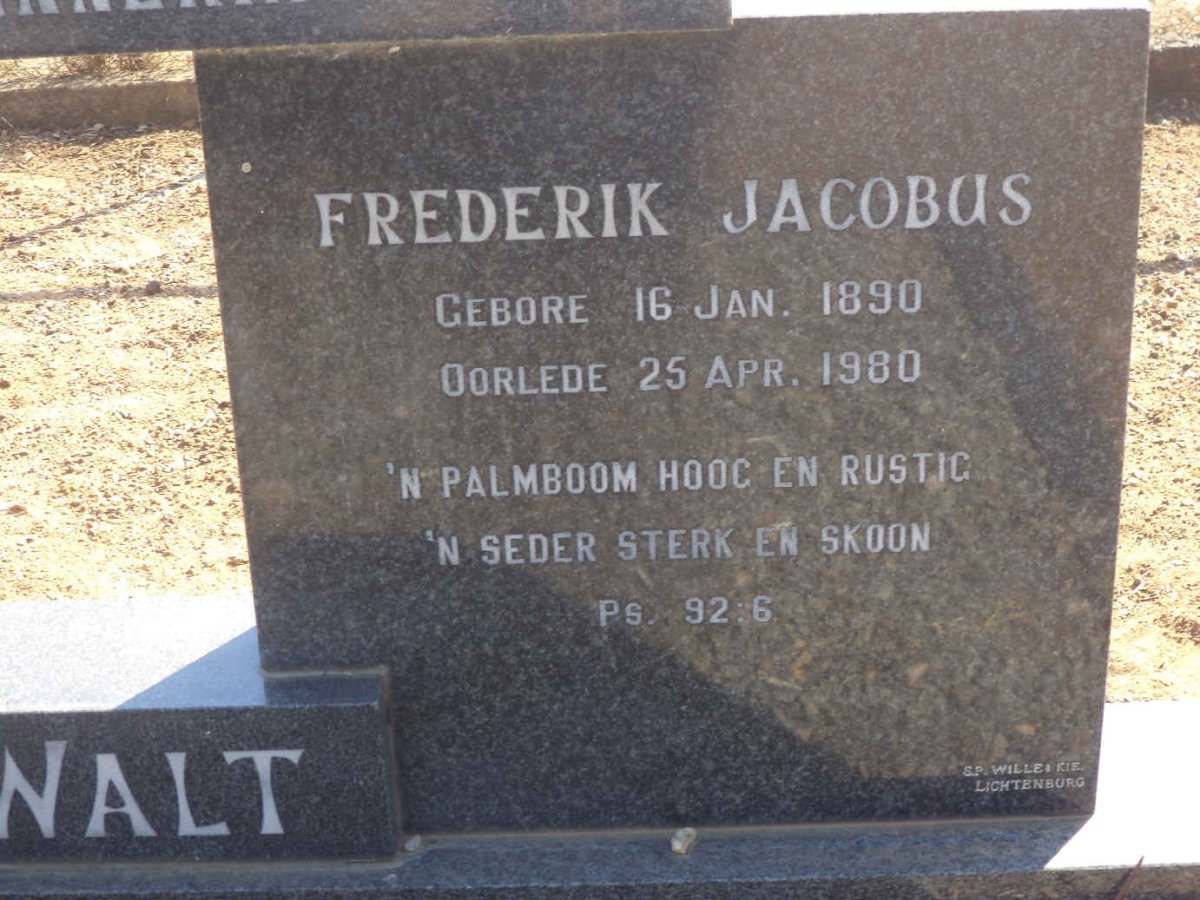 FREDERIK JACOBUS
GEBORE 16 JAN. 1890
OORLEDE 25 APR. 1980
'N PALMBOOM HOOG EN RUSTIG
'N SEDER STERK EN SKOON
PS. 92:6
WALT
S.P. WILLE & KIE.
LICHTENBURG